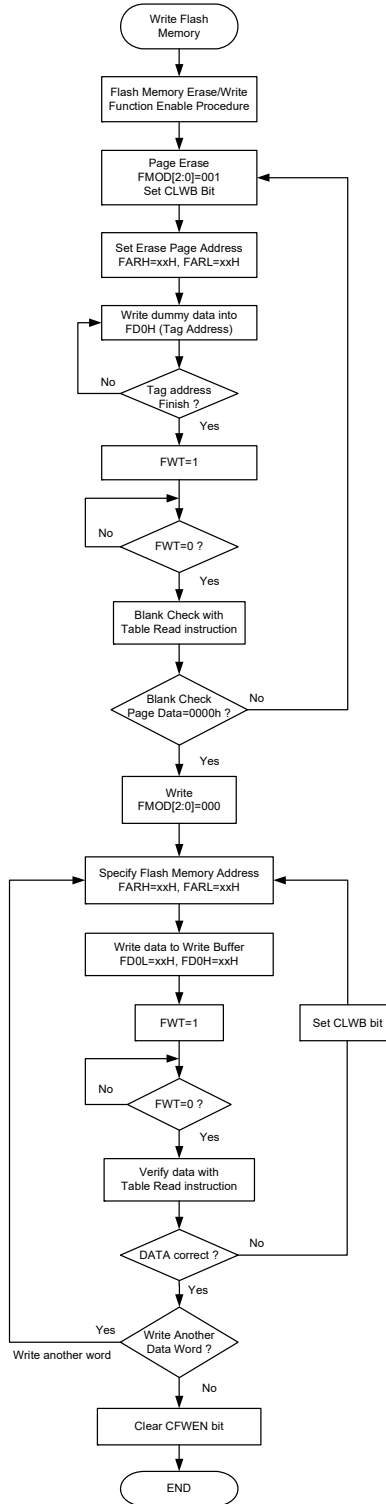 Write Flash
Memory
Flash Memory Erase/Write
Function Enable Procedure
Page Erase
FMOD[2:0]=001
Set CLWB Bit
Set Erase Page Address
FARH=xxH, FARL=xxH
Write dummy data into
FD0H (Tag Address)
No
Tag address
Finish ?
Yes
FWT=1
No
FWT=0 ?
Yes
Blank Check with
Table Read instruction
No
Blank Check
Page Data=0000h ?
Yes
Write
FMOD[2:0]=000
Specify Flash Memory Address
FARH=xxH, FARL=xxH
Write data to Write Buffer
FD0L=xxH, FD0H=xxH
FWT=1
Set CLWB bit
No
FWT=0 ?
Yes
Verify data with
Table Read instruction
No
DATA correct ?
Yes
Yes
Write Another
Data Word ?
Write another word
No
Clear CFWEN bit
END